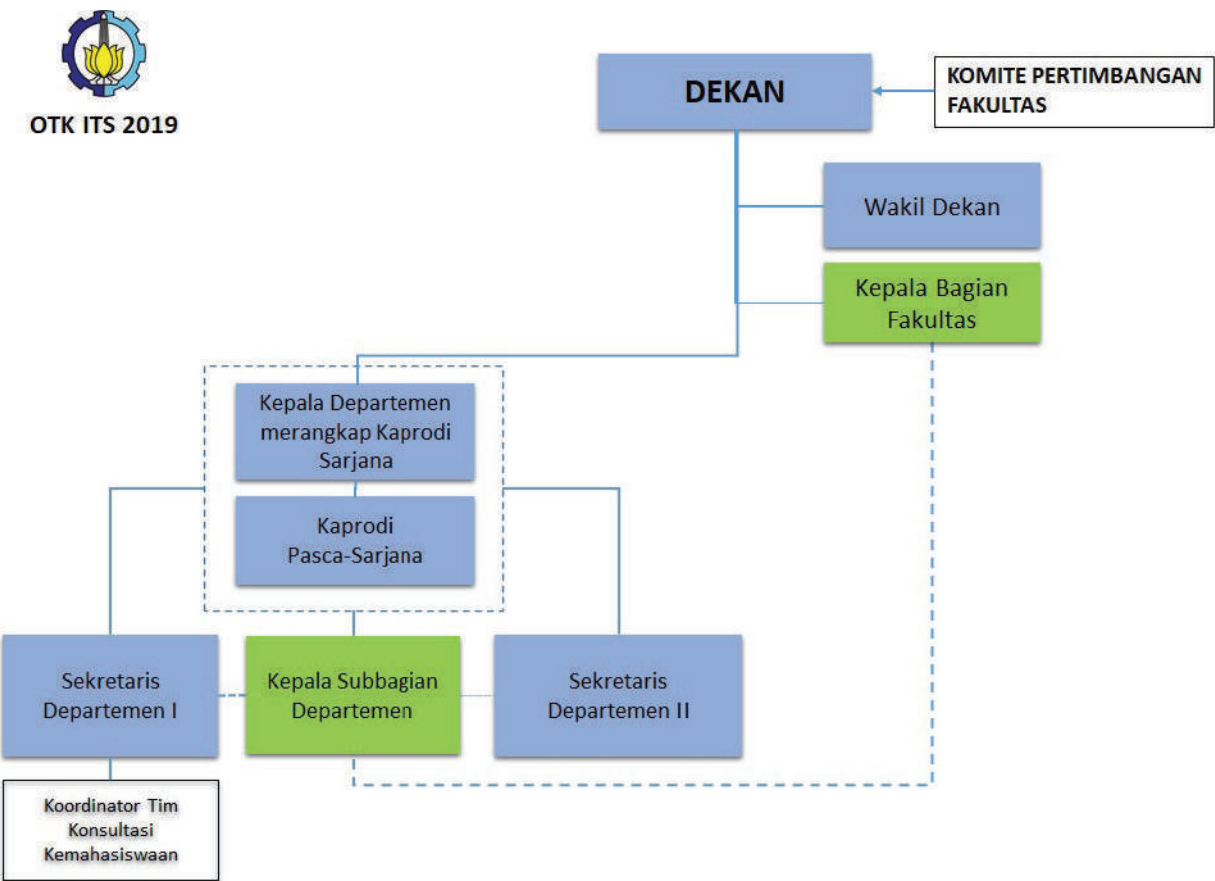 OTK ITS 2019
DEKAN
KOMITE PERTIMBANGAN
FAKULTAS
Wakil Dekan
Kepala Bagian
Fakultas
Kepala Departemen
merangkap Kaprodi
Sarjana
Kaprodi
Pasca-Sarjana
Sekretaris
Departemen I
Kepala Subbagian
Departemen
Sekretaris
Departemen II
Koordinator Tim
Konsultasi
Kemahasiswaan